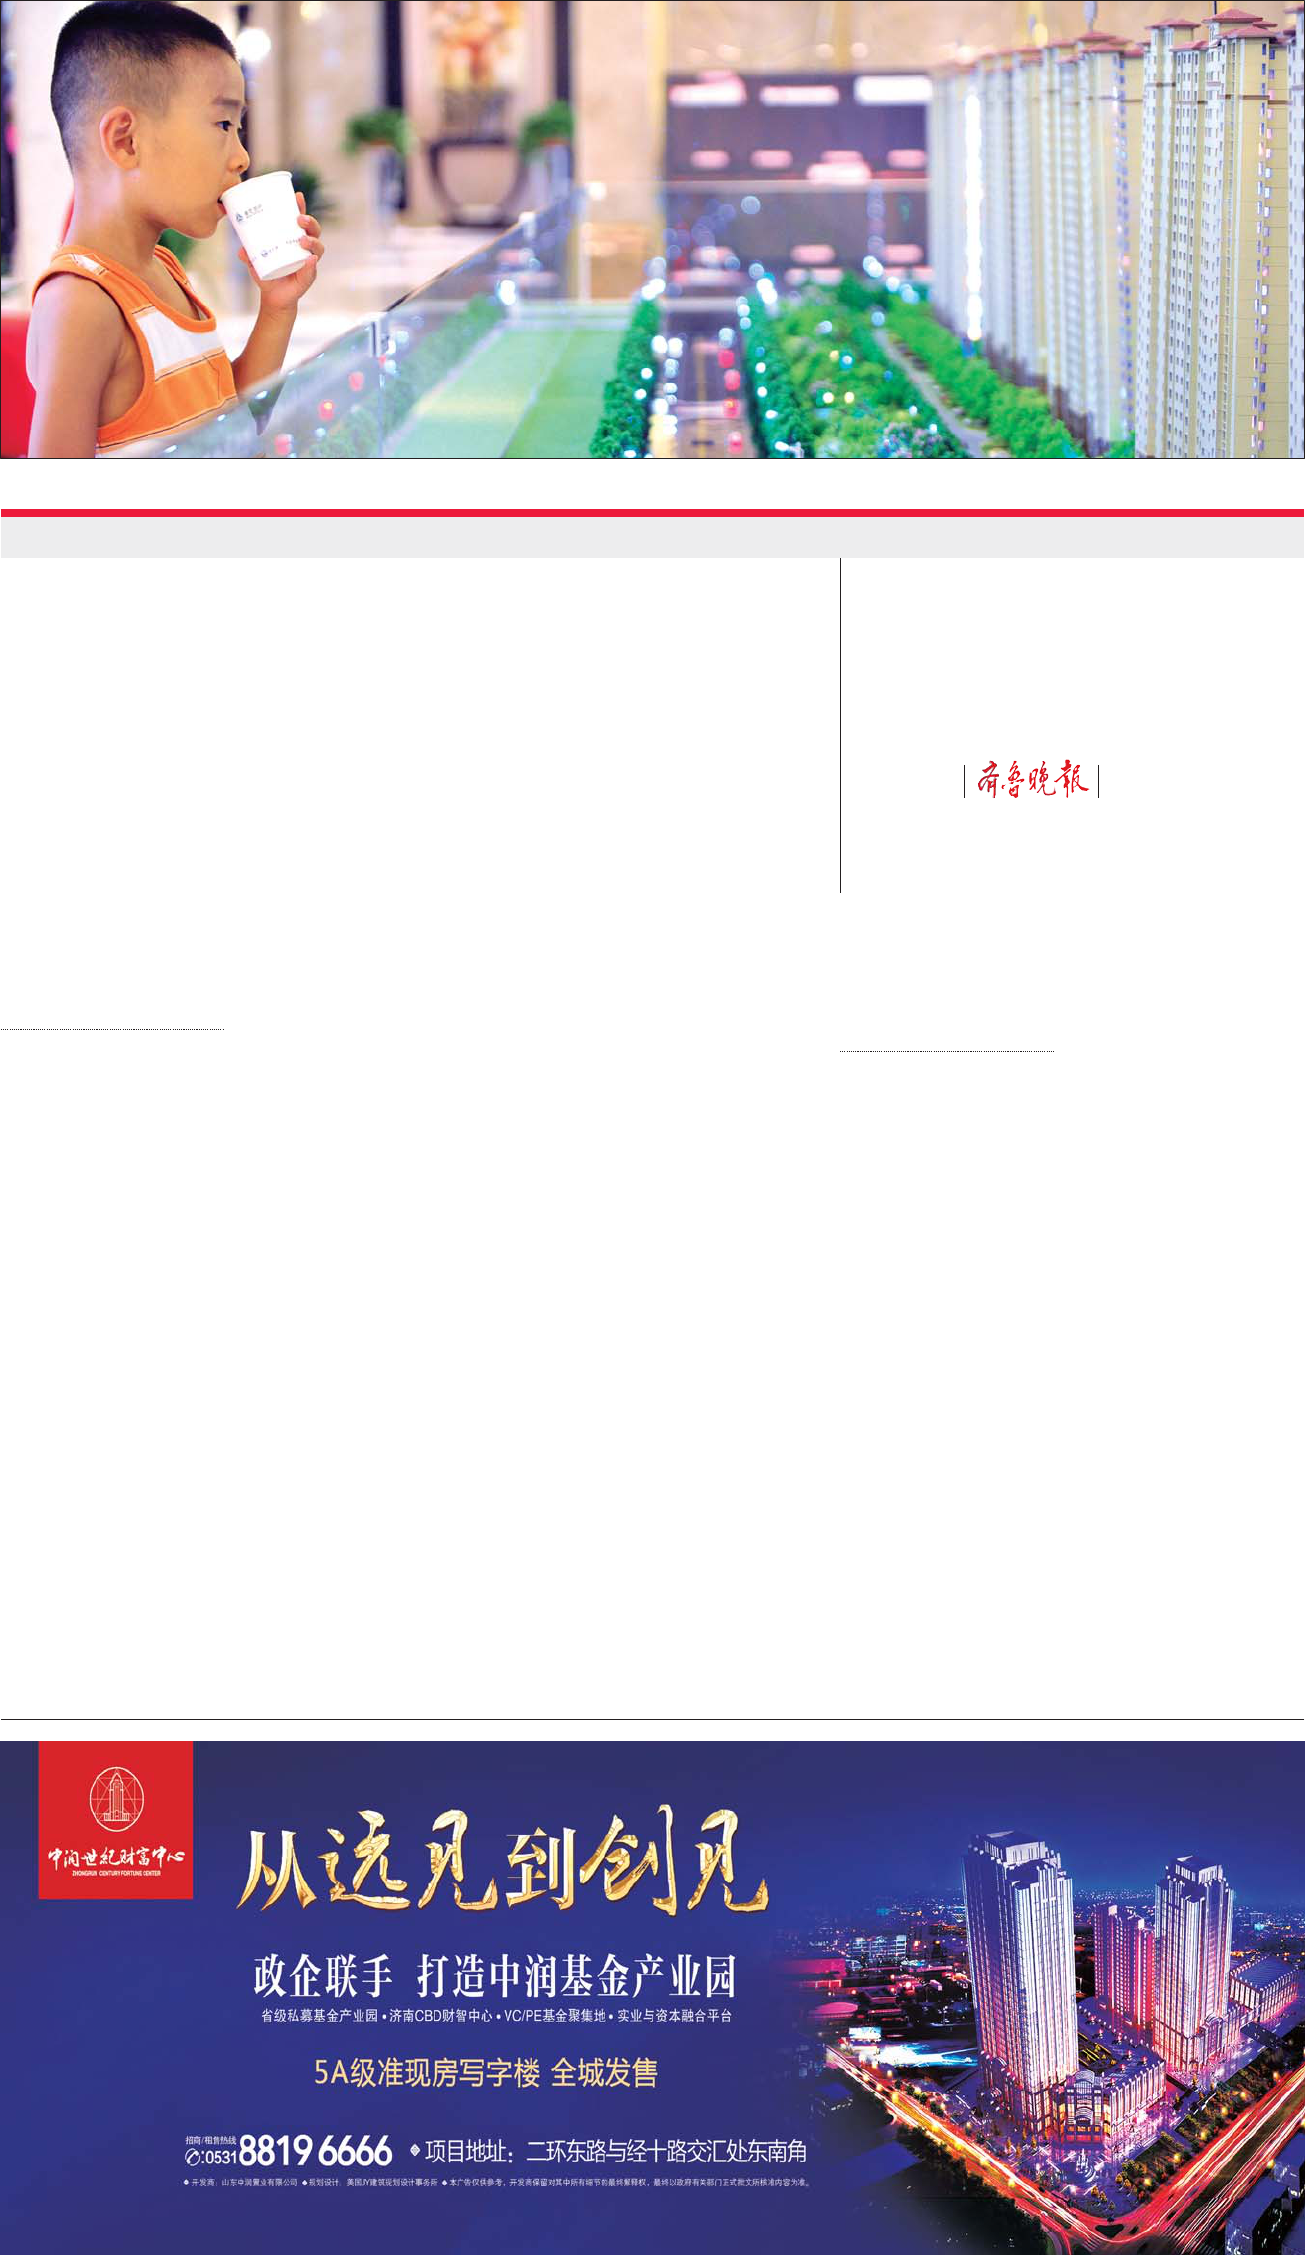 齐鲁晚报
中润世纪财富中心
ZHONGRUN CENTURY FORTUNE CENTER
从远见到创见
政企联手 打造中润基金产业园
省级私募基金产业园•济南CBD财智中心•VC/PE基金聚集地•实业与资本融合平台
5A级准现房写字楼 全城发售
招商/租售热线
:0531 8819 6666 项目地址：二环东路与经十路交汇处东南角
开发商：山东中润置业有限公司 规划设计：美国JY建筑规划设计事务所 本广告仅供参考，开发商保留对其中所有细节的最终解释权，最终以政府有关部门正式批文所核准内容为准。